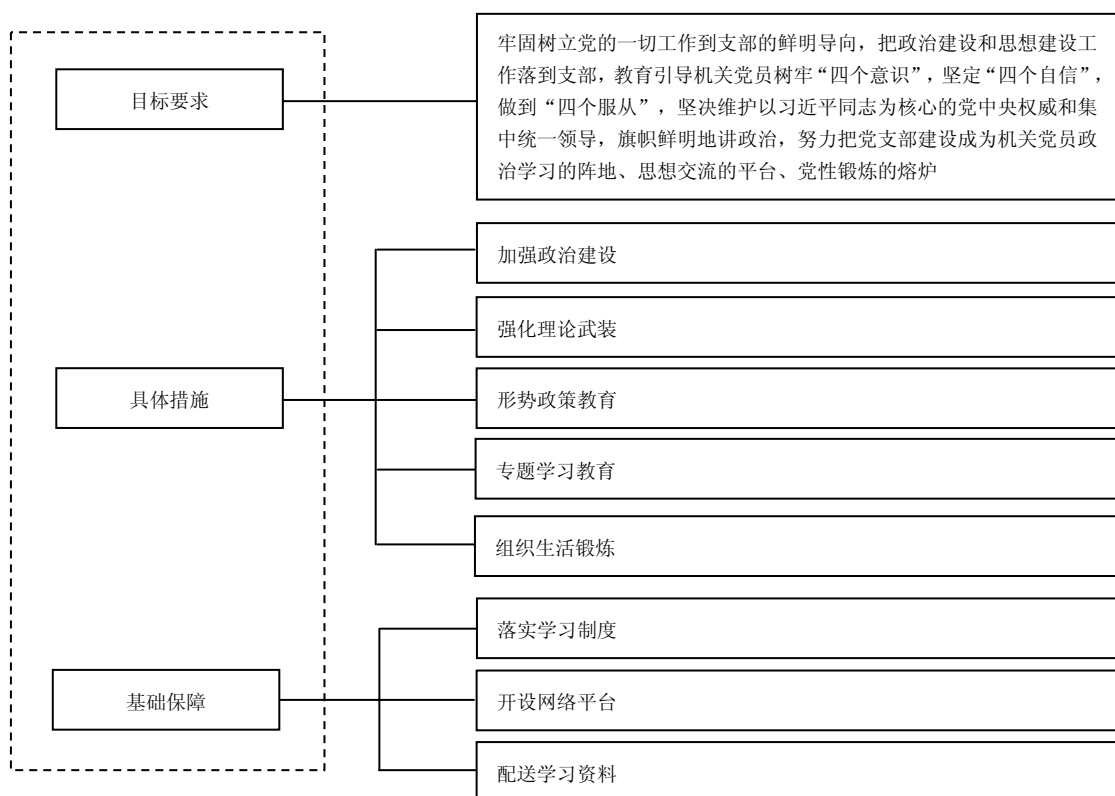 目标要求
牢固树立党的一切工作到支部的鲜明导向，把政治建设和思想建设工
作落到支部，教育引导机关党员树牢“四个意识”，坚定“四个自信”，
做到“四个服从”，坚决维护以习近平同志为核心的党中央权威和集
中统一领导，旗帜鲜明地讲政治，努力把党支部建设成为机关党员政
治学习的阵地、思想交流的平台、党性锻炼的熔炉
具体措施
加强政治建设
强化理论武装
形势政策教育
专题学习教育
组织生活锻炼
基础保障
落实学习制度
开设网络平台
配送学习资料